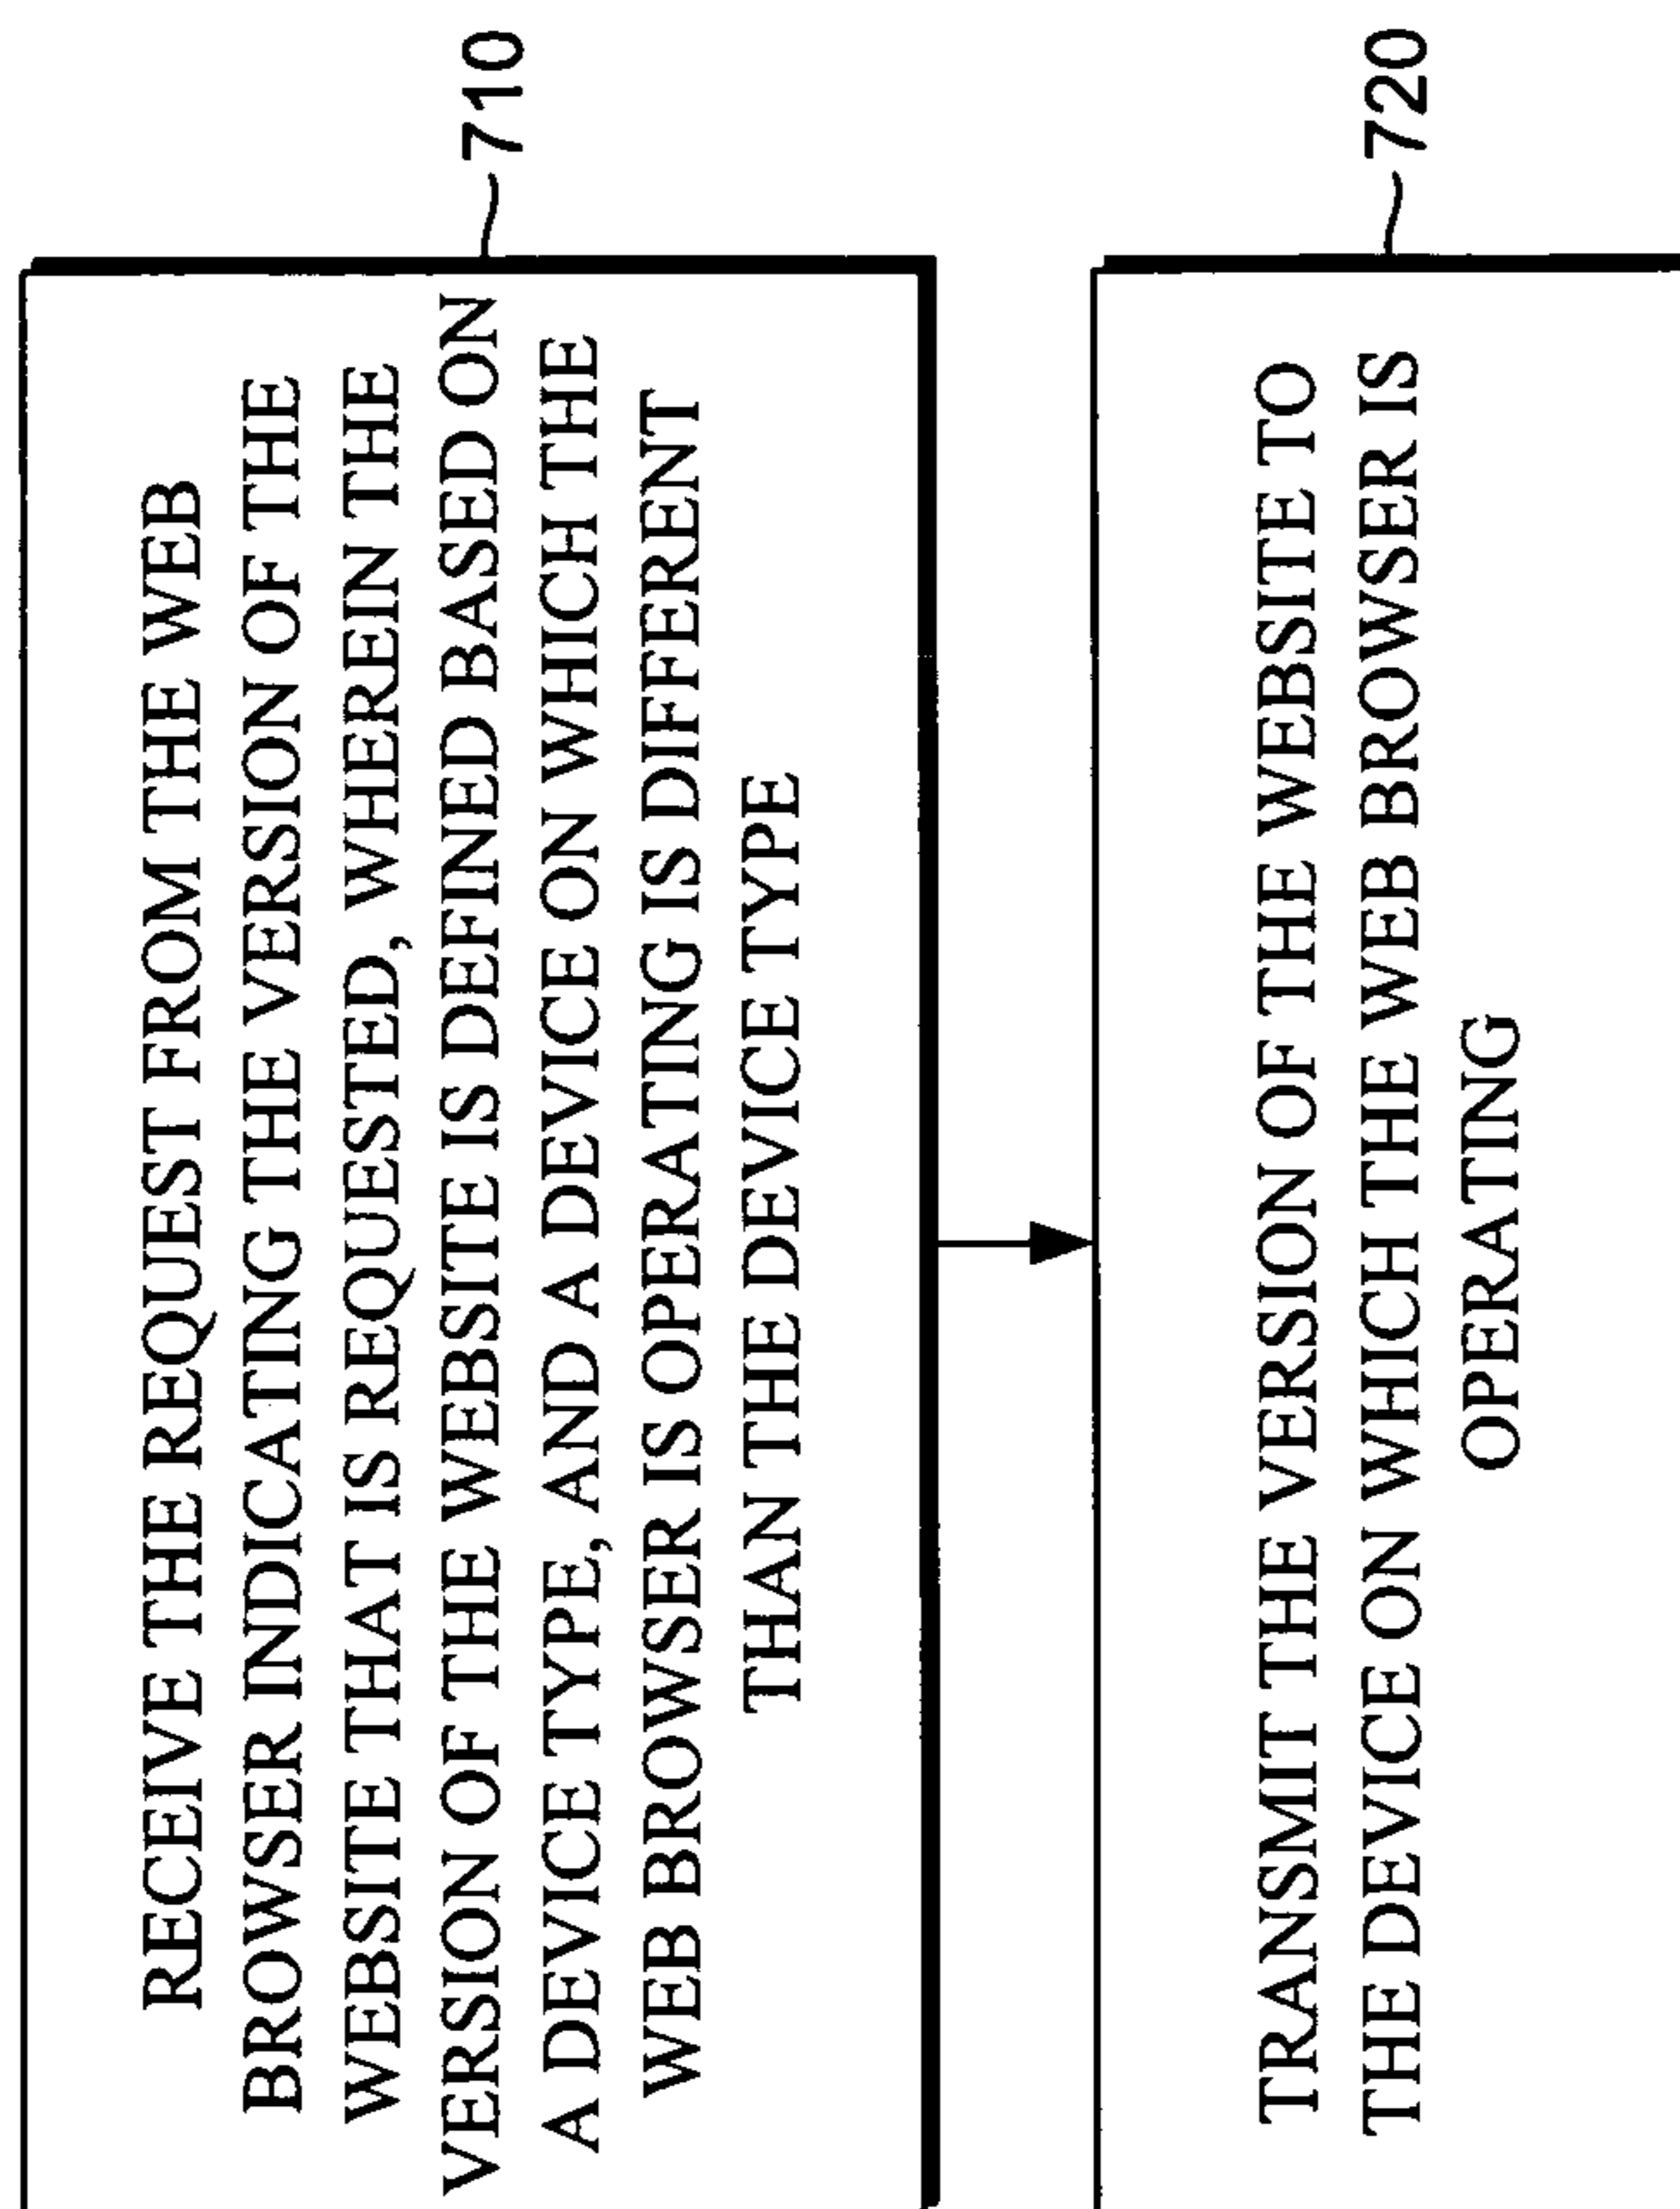 RECEIVE THE REQUEST FROM THE WEB
BROWSER INDICATING THE VERSION OF THE
WEBSITE THAT IS REQUESTED, WHEREIN THE
VERSION OF THE WEBSITE IS DEFINED BASED ON
A DEVICE TYPE, AND A DEVICE ON WHICH THE
WEB BROWSER IS OPERATING IS DIFFERENT
THAN THE DEVICE TYPE
710
TRANSMIT THE VERSION OF THE WEBSITE TO
THE DEVICE ON WHICH THE WEB BROWSER IS
OPERATING
720